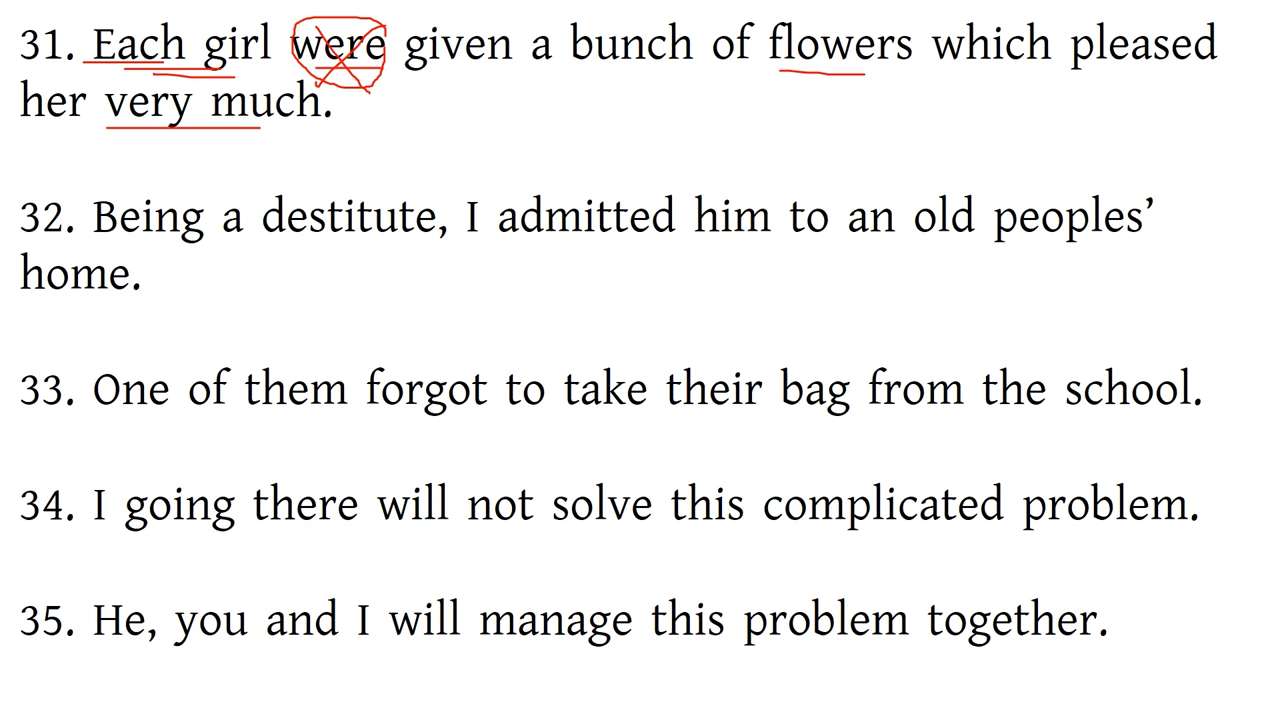 31. Each girl were given a bunch of flowers which pleased
her very much.
32. Being a destitute, I admitted him to an old peoples’
home.
33. One of them forgot to take their bag from the school.
34. I going there will not solve this complicated problem.
35. He, you and I will manage this problem together.